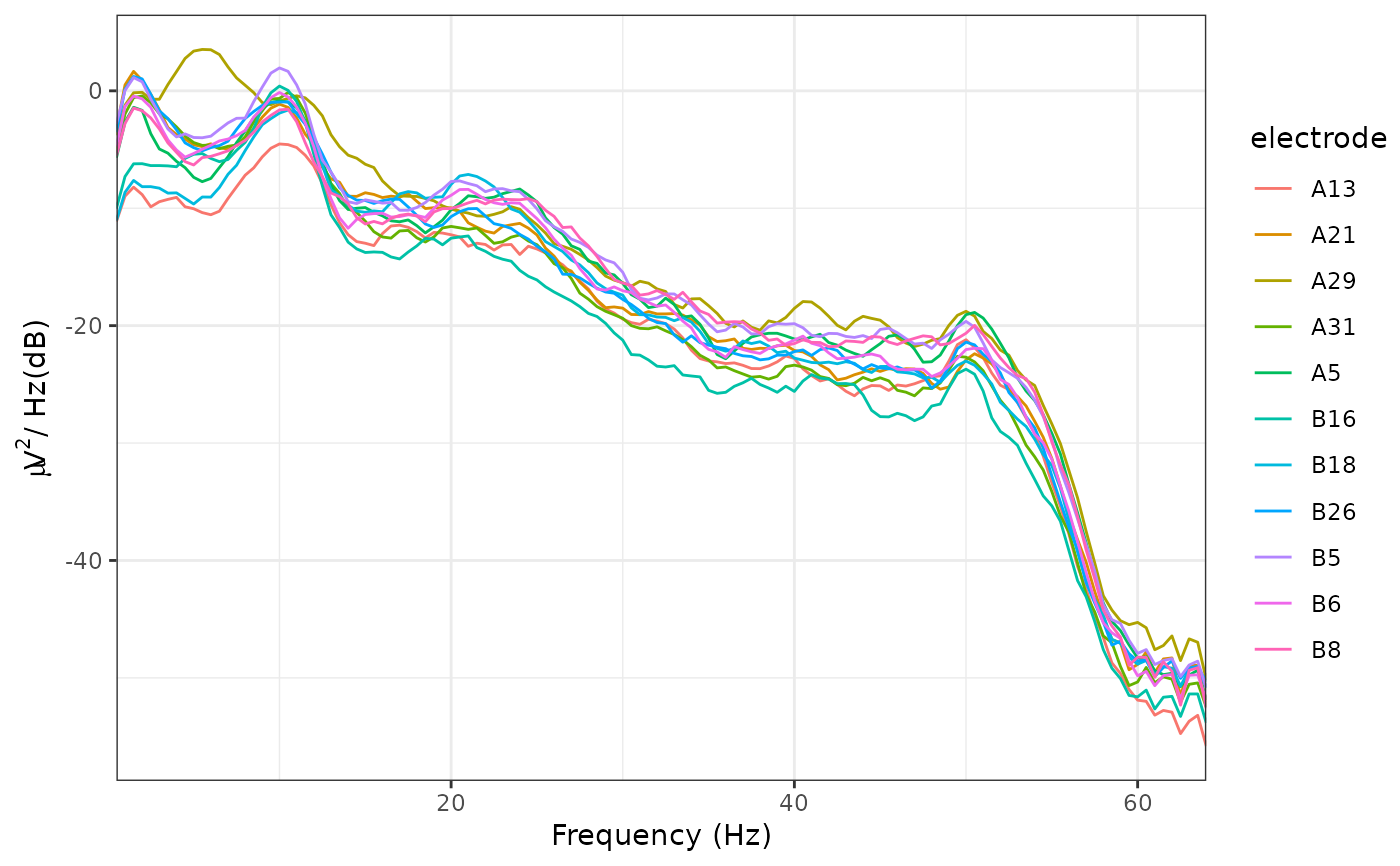 0
-20
-40
20
40
60
Frequency (Hz)
μV²/ Hz(dB)
electrode
A13
A21
A29
A31
A5
B16
B18
B26
B5
B6
B8